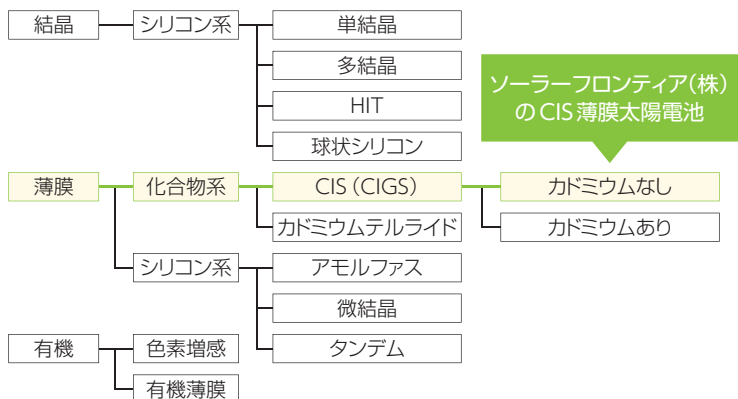 結晶
シリコン系
単結晶
多結晶
HIT
球状シリコン
ソーラーフロンティア(株)
のCIS薄膜太陽電池
薄膜
化合物系
CIS(CIGS)
カドミウムなし
カドミウムテルライド
カドミウムあり
シリコン系
アモルファス
微結晶
タンデム
有機
色素増感
有機薄膜